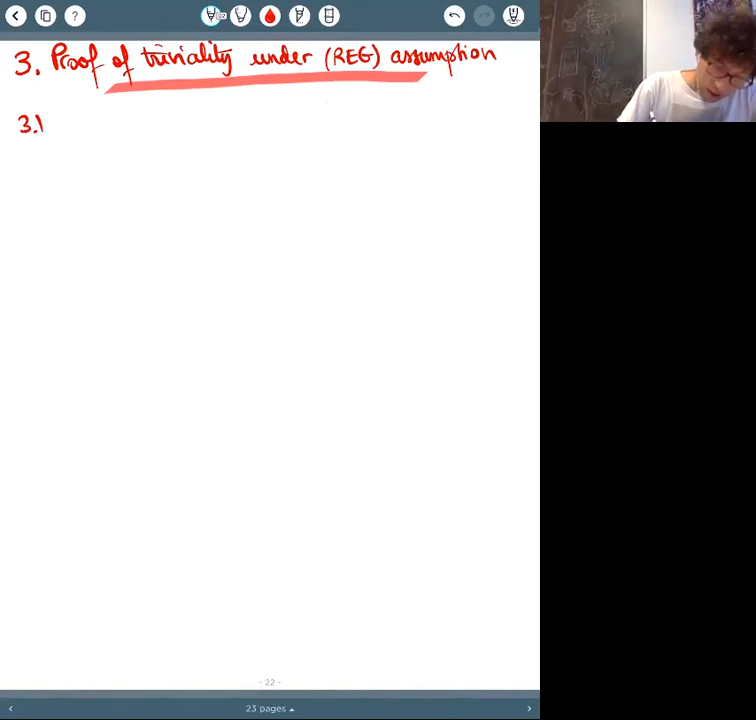 3. Proof of triviality under (REG) assumption
3.1
- 22 -
23 pages